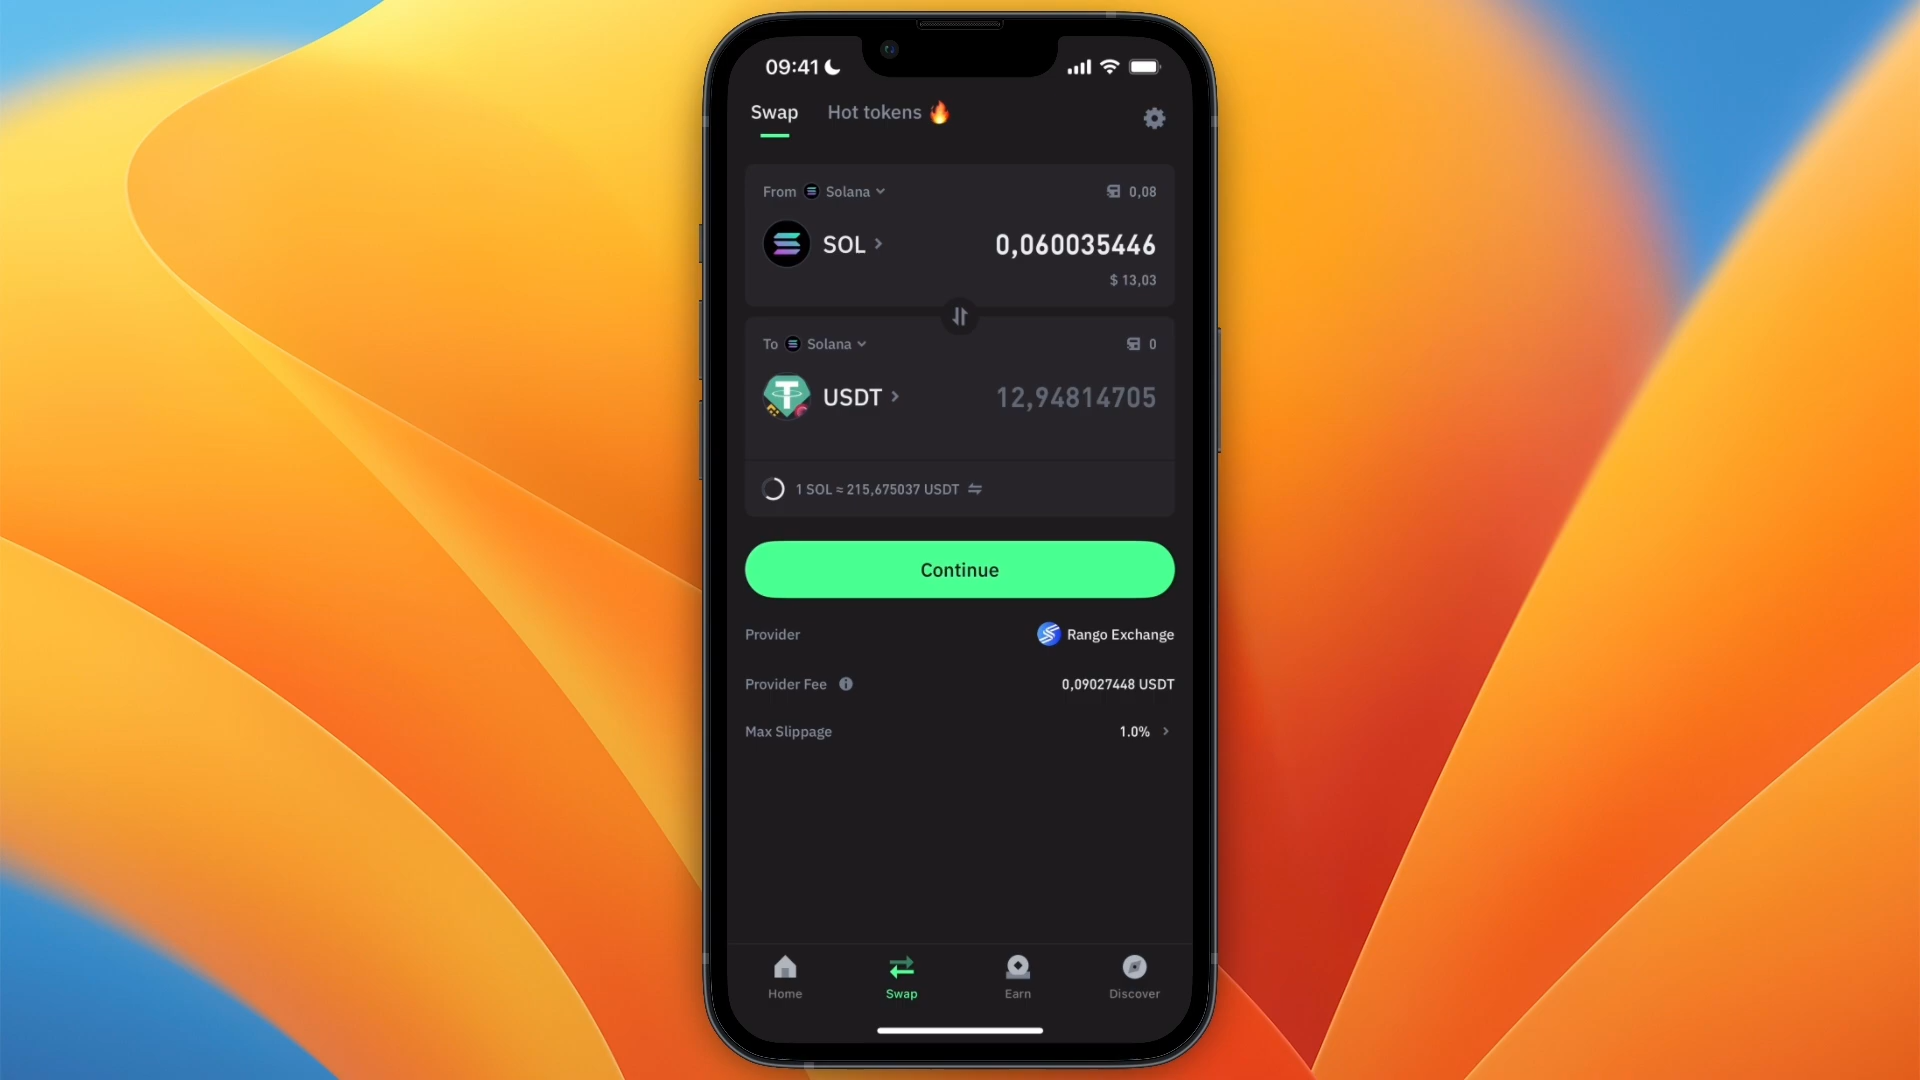 09:41
Swap
Hot tokens 🔥
From Solana
0,08
SOL
0,060035446
$ 13,03
To Solana
0
USDT
12,94814705
1 SOL ≈ 215,675037 USDT
Continue
Provider
Rango Exchange
Provider Fee
0,09027448 USDT
Max Slippage
1.0%
Home
Swap
Earn
Discover